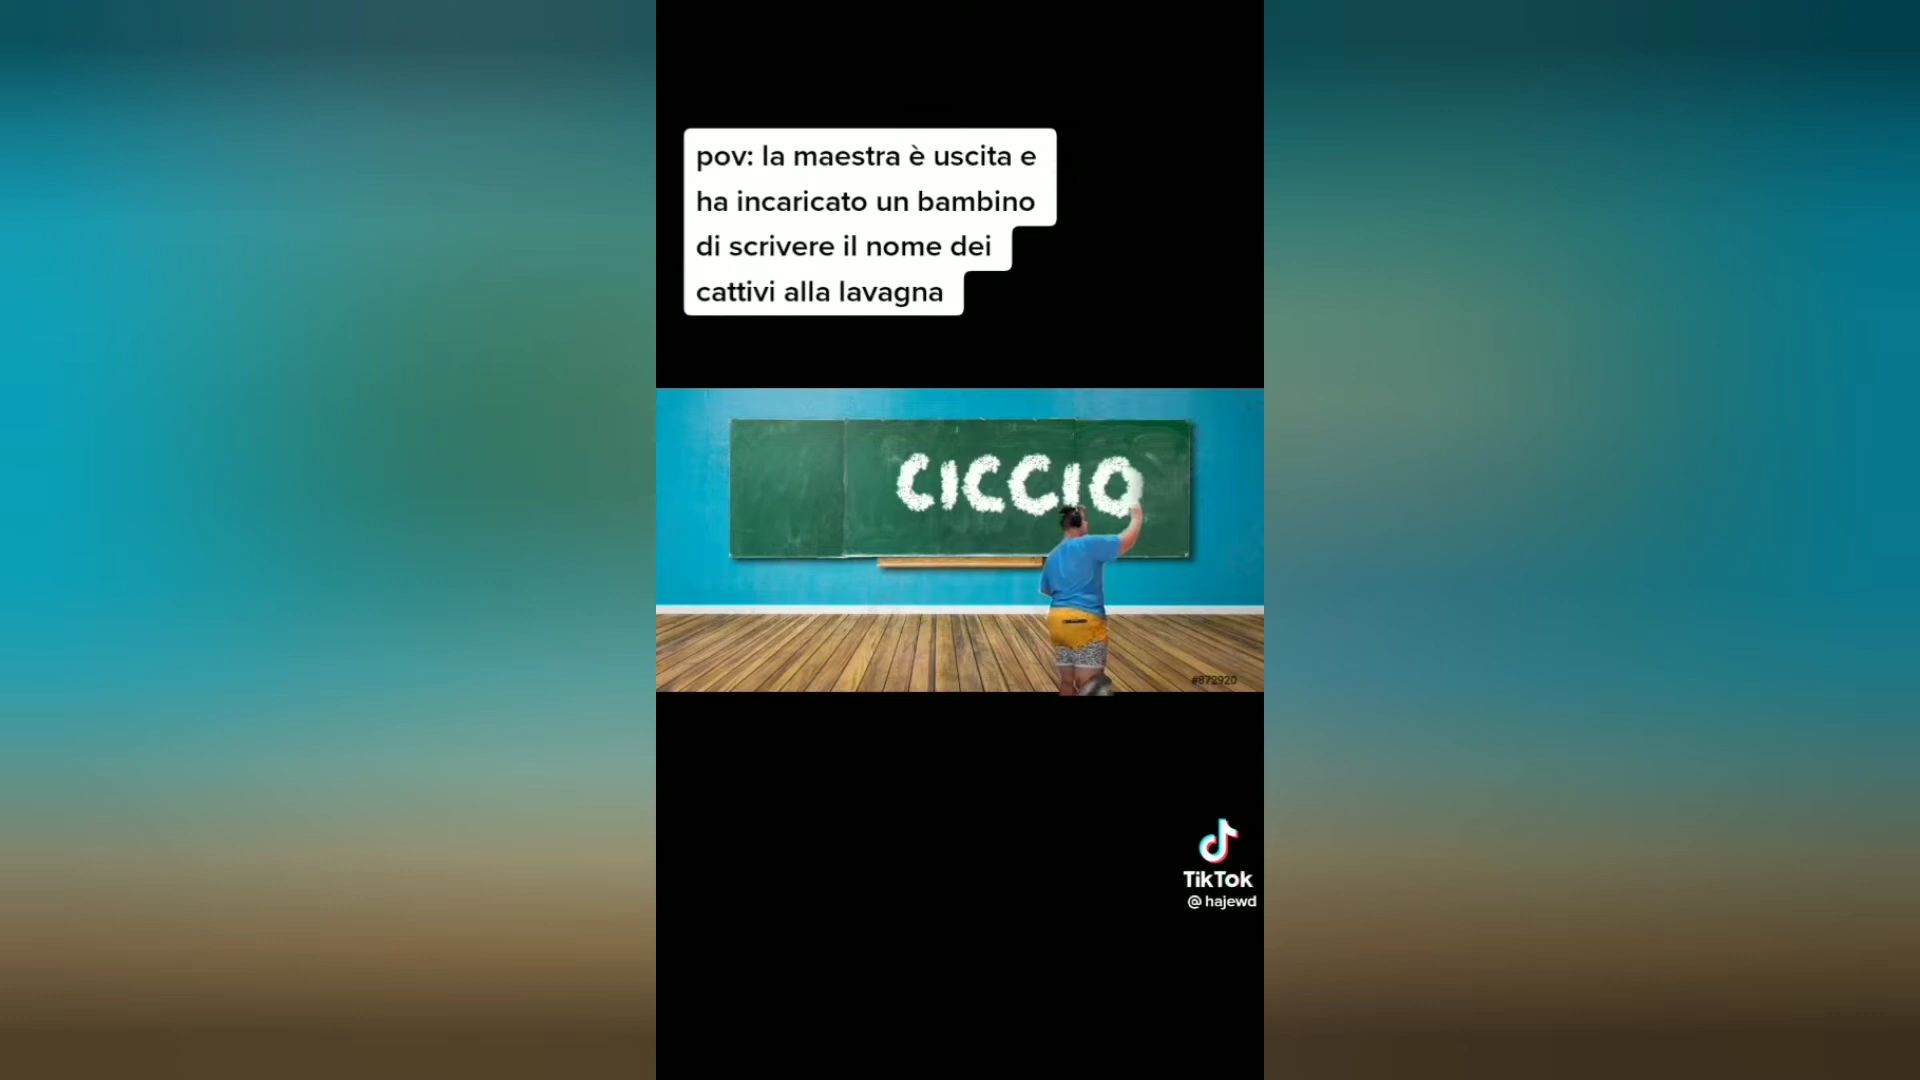 pov: la maestra è uscita e
ha incaricato un bambino
di scrivere il nome dei
cattivi alla lavagna
CICCIO
#872920
TikTok
@hajewd